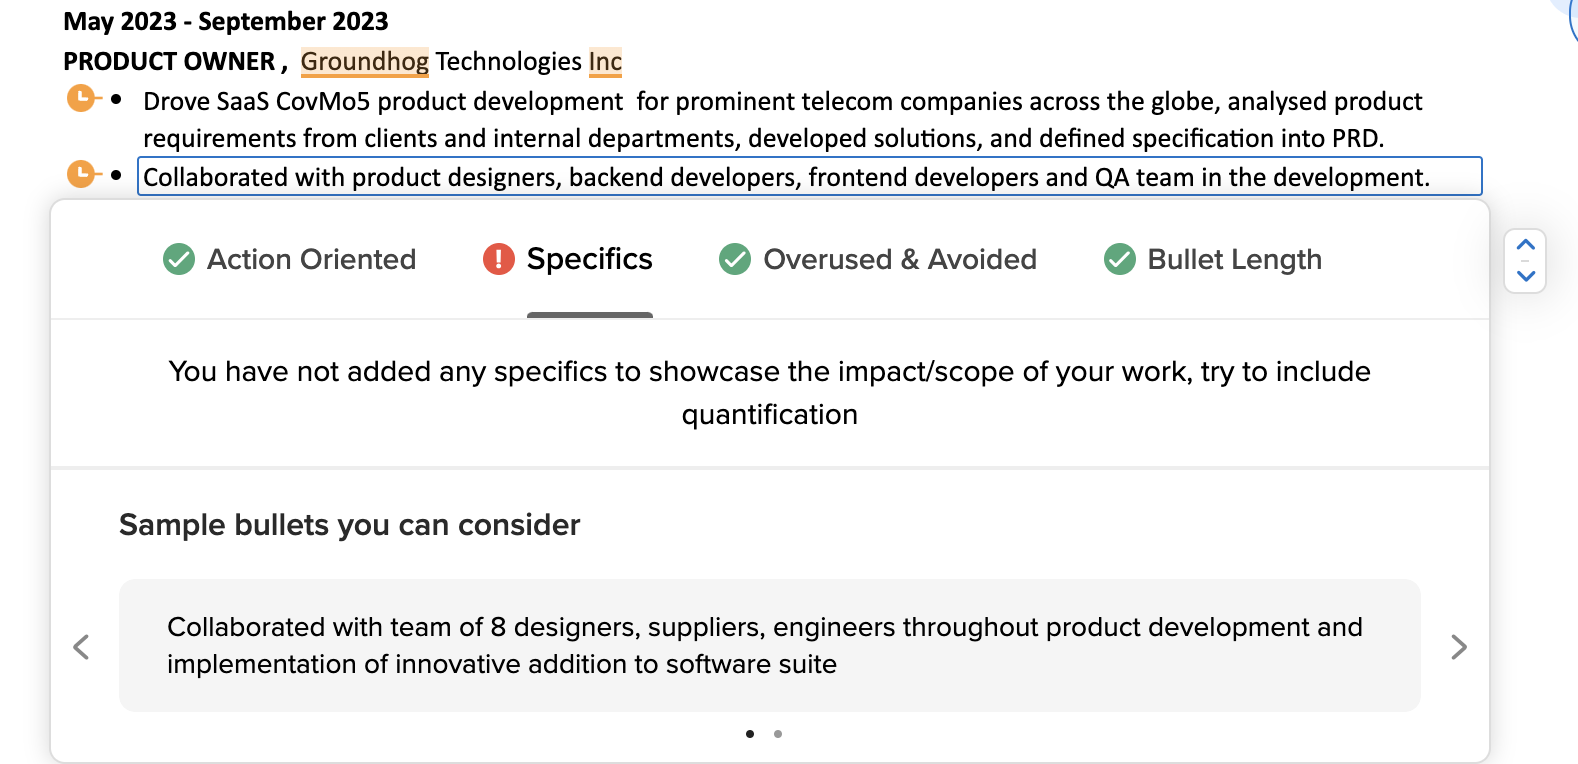 May 2023 - September 2023
PRODUCT OWNER , Groundhog Technologies Inc
• Drove SaaS CovMo5 product development  for prominent telecom companies across the globe, analysed product
requirements from clients and internal departments, developed solutions, and defined specification into PRD.
• Collaborated with product designers, backend developers, frontend developers and QA team in the development.
Action Oriented
Specifics
Overused & Avoided
Bullet Length
You have not added any specifics to showcase the impact/scope of your work, try to include
quantification
Sample bullets you can consider
Collaborated with team of 8 designers, suppliers, engineers throughout product development and
implementation of innovative addition to software suite